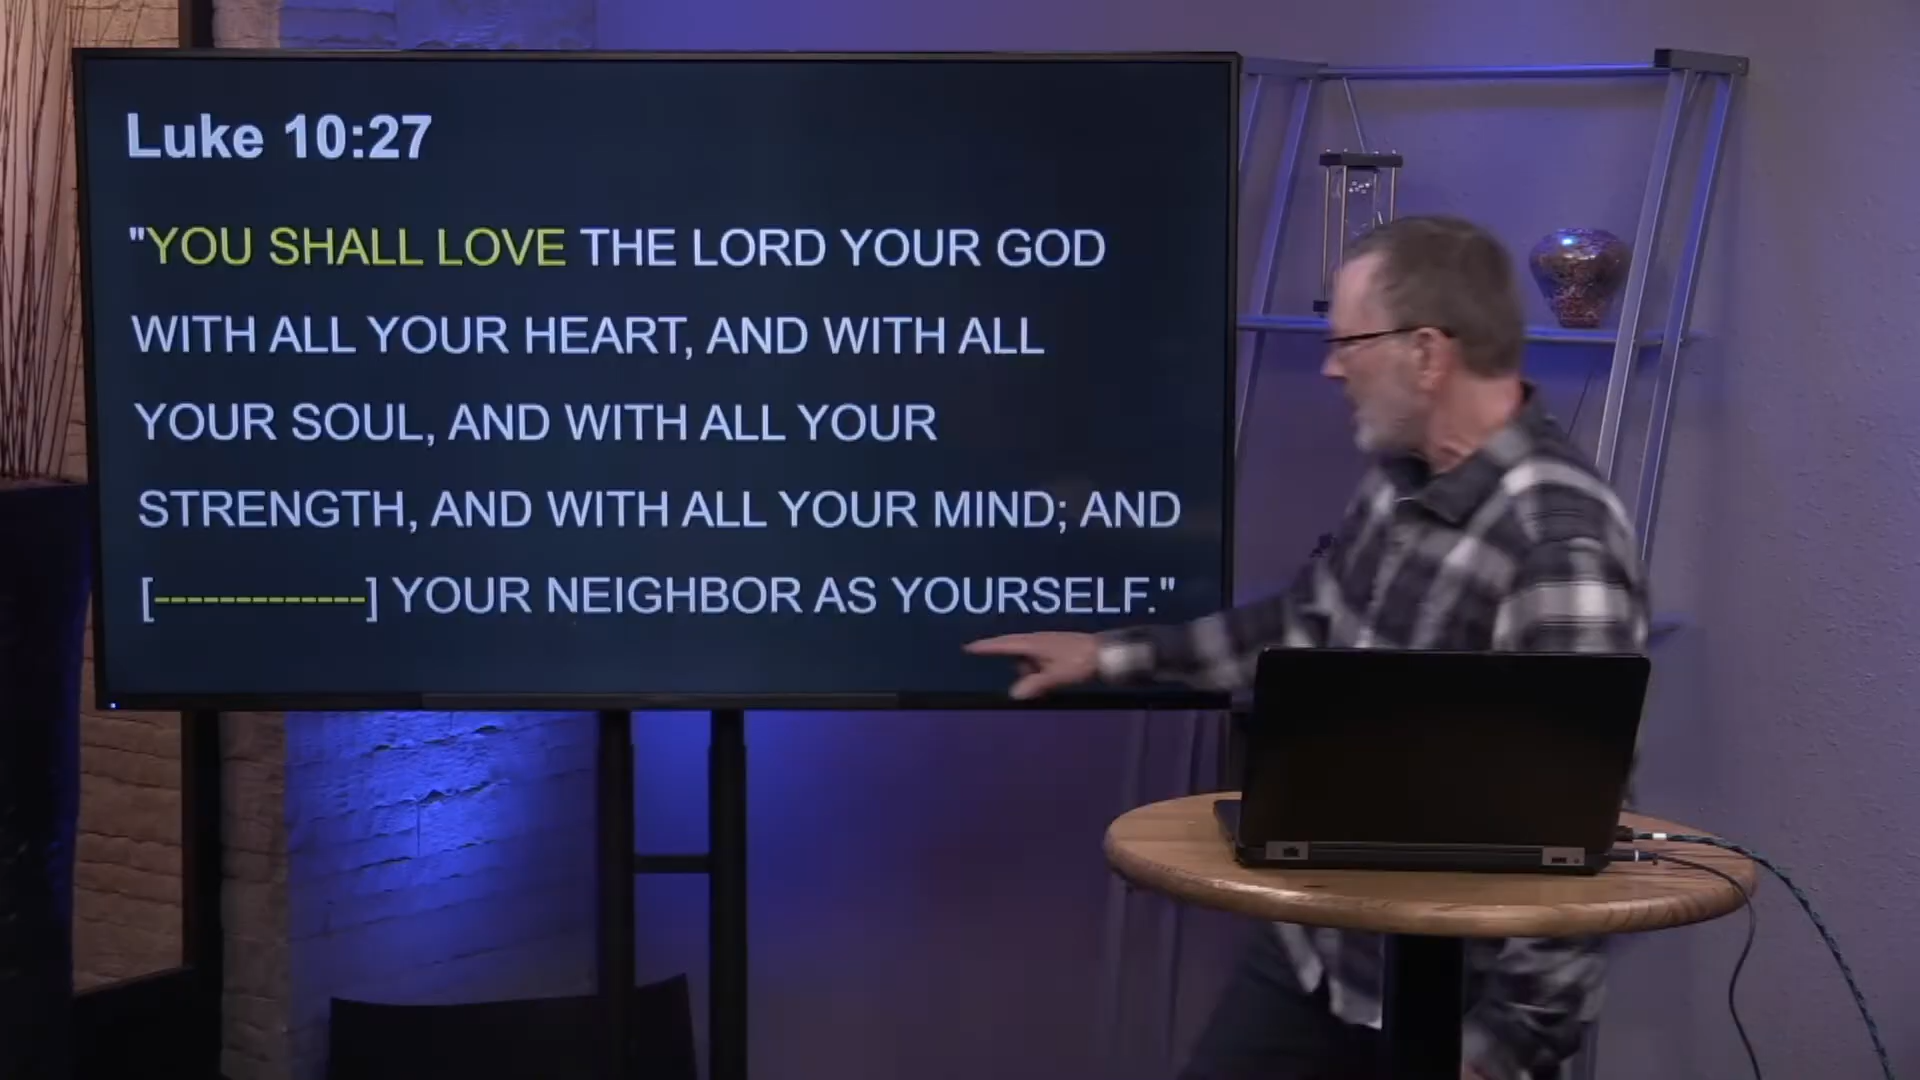 Luke 10:27
"YOU SHALL LOVE THE LORD YOUR GOD
WITH ALL YOUR HEART, AND WITH ALL
YOUR SOUL, AND WITH ALL YOUR
STRENGTH, AND WITH ALL YOUR MIND; AND
[-------------] YOUR NEIGHBOR AS YOURSELF."